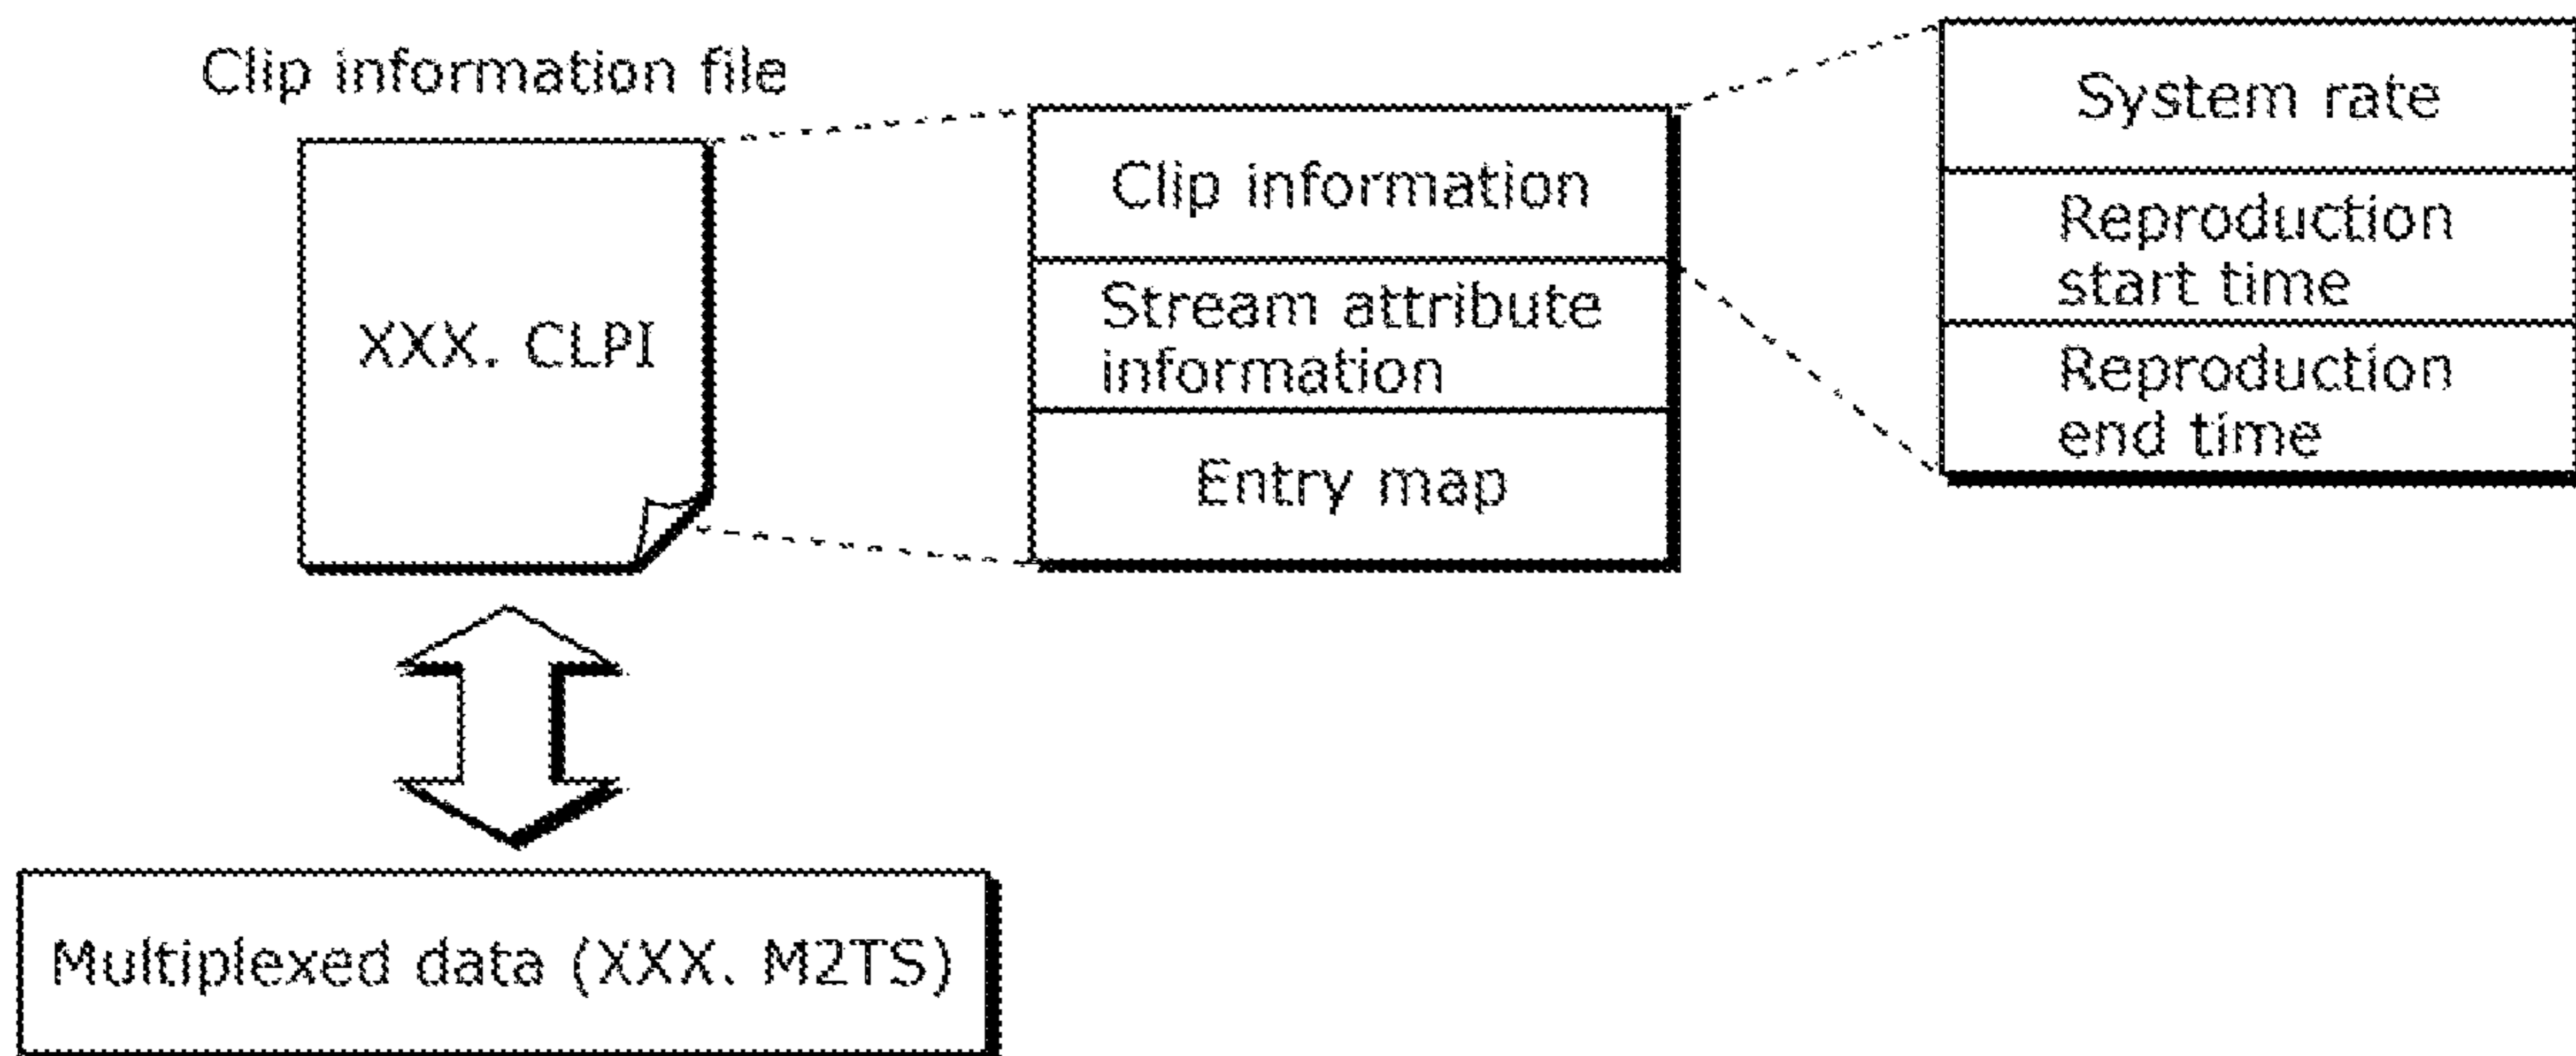 Clip information file
XXX. CLPI
Clip information
Stream attribute
information
Entry map
System rate
Reproduction
start time
Reproduction
end time
Multiplexed data (XXX. M2TS)